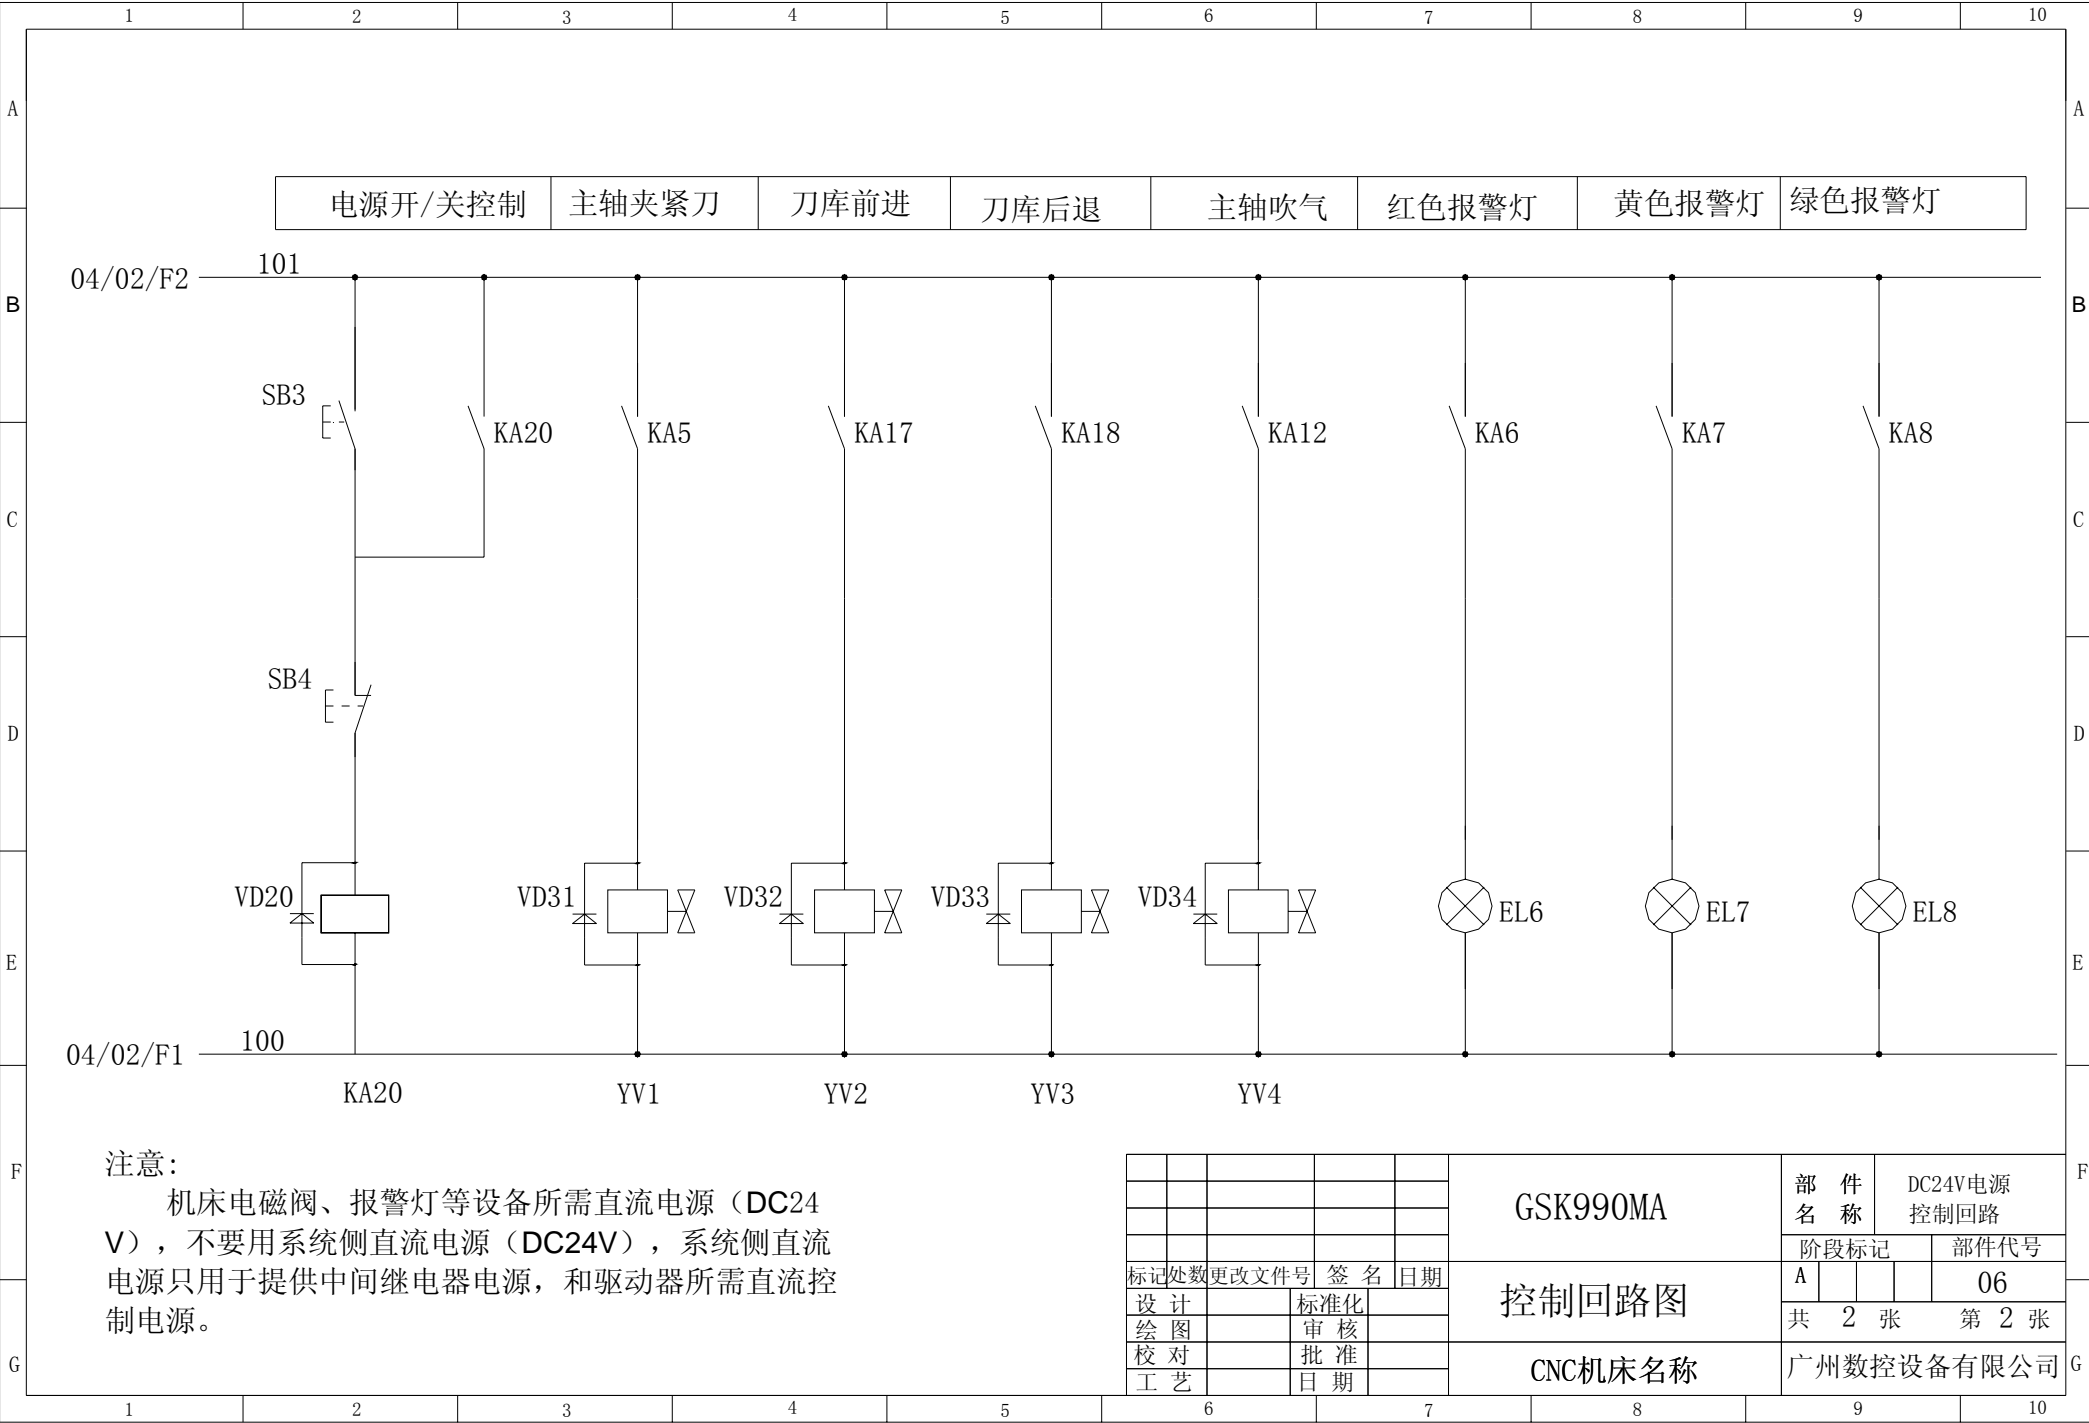 1 2 3 4 5 6 7 8 9 10
A A
电源开/关控制 主轴夹紧刀 刀库前进 刀库后退 主轴吹气 红色报警灯 黄色报警灯 绿色报警灯
04/02/F2 101
B B
SB3 KA20 KA5 KA17 KA18 KA12 KA6 KA7 KA8
C C
SB4
D D
VD20 VD31 VD32 VD33 VD34 EL6 EL7 EL8
E E
04/02/F1 100
KA20 YV1 YV2 YV3 YV4
F F
注意:
机床电磁阀、报警灯等设备所需直流电源（DC24
V），不要用系统侧直流电源（DC24V），系统侧直流
电源只用于提供中间继电器电源，和驱动器所需直流控
制电源。
GSK990MA
部 件 DC24V电源
名 称 控制回路
阶段标记 部件代号
标记 处数 更改文件号 签 名 日期
A 06
设 计 标准化
控制回路图
共 2 张 第 2 张
绘 图 审 核
校 对 批 准
CNC机床名称 广州数控设备有限公司
工 艺 日 期
G G
1 2 3 4 5 6 7 8 9 10